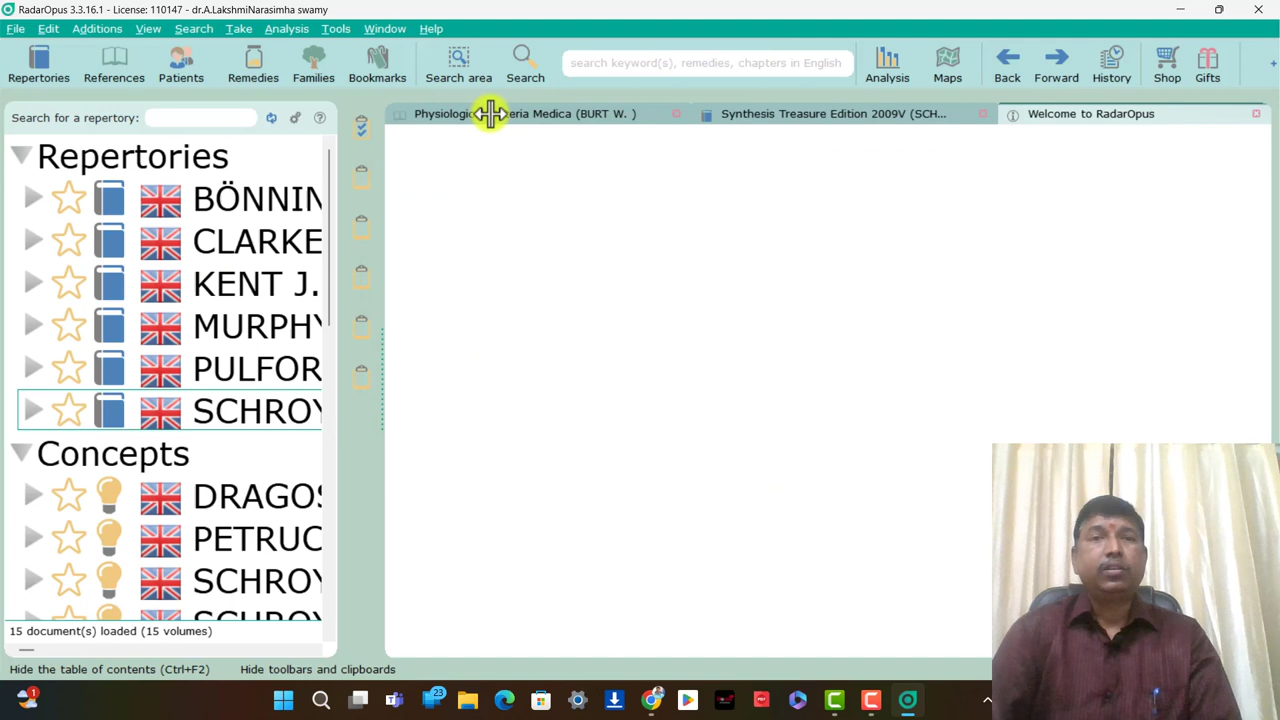 RadarOpus 3.3.16.1 - License: 110147 - dr.A.LakshmiNarasimha swamy
File Edit Additions View Search Take Analysis Tools Window Help
Repertories References Patients Remedies Families Bookmarks Search area Search search keyword(s), remedies, chapters in English Analysis Maps Back Forward History Shop Gifts
Search for a repertory:
Physiologic eria Medica (BURT W. ) Synthesis Treasure Edition 2009V (SCH... Welcome to RadarOpus
Repertories
BÖNNIN
CLARKE
KENT J.
MURPHY
PULFOR
SCHROY
Concepts
DRAGOS
PETRUC
SCHROY
15 document(s) loaded (15 volumes)
Hide the table of contents (Ctrl+F2) Hide toolbars and clipboards
1
23